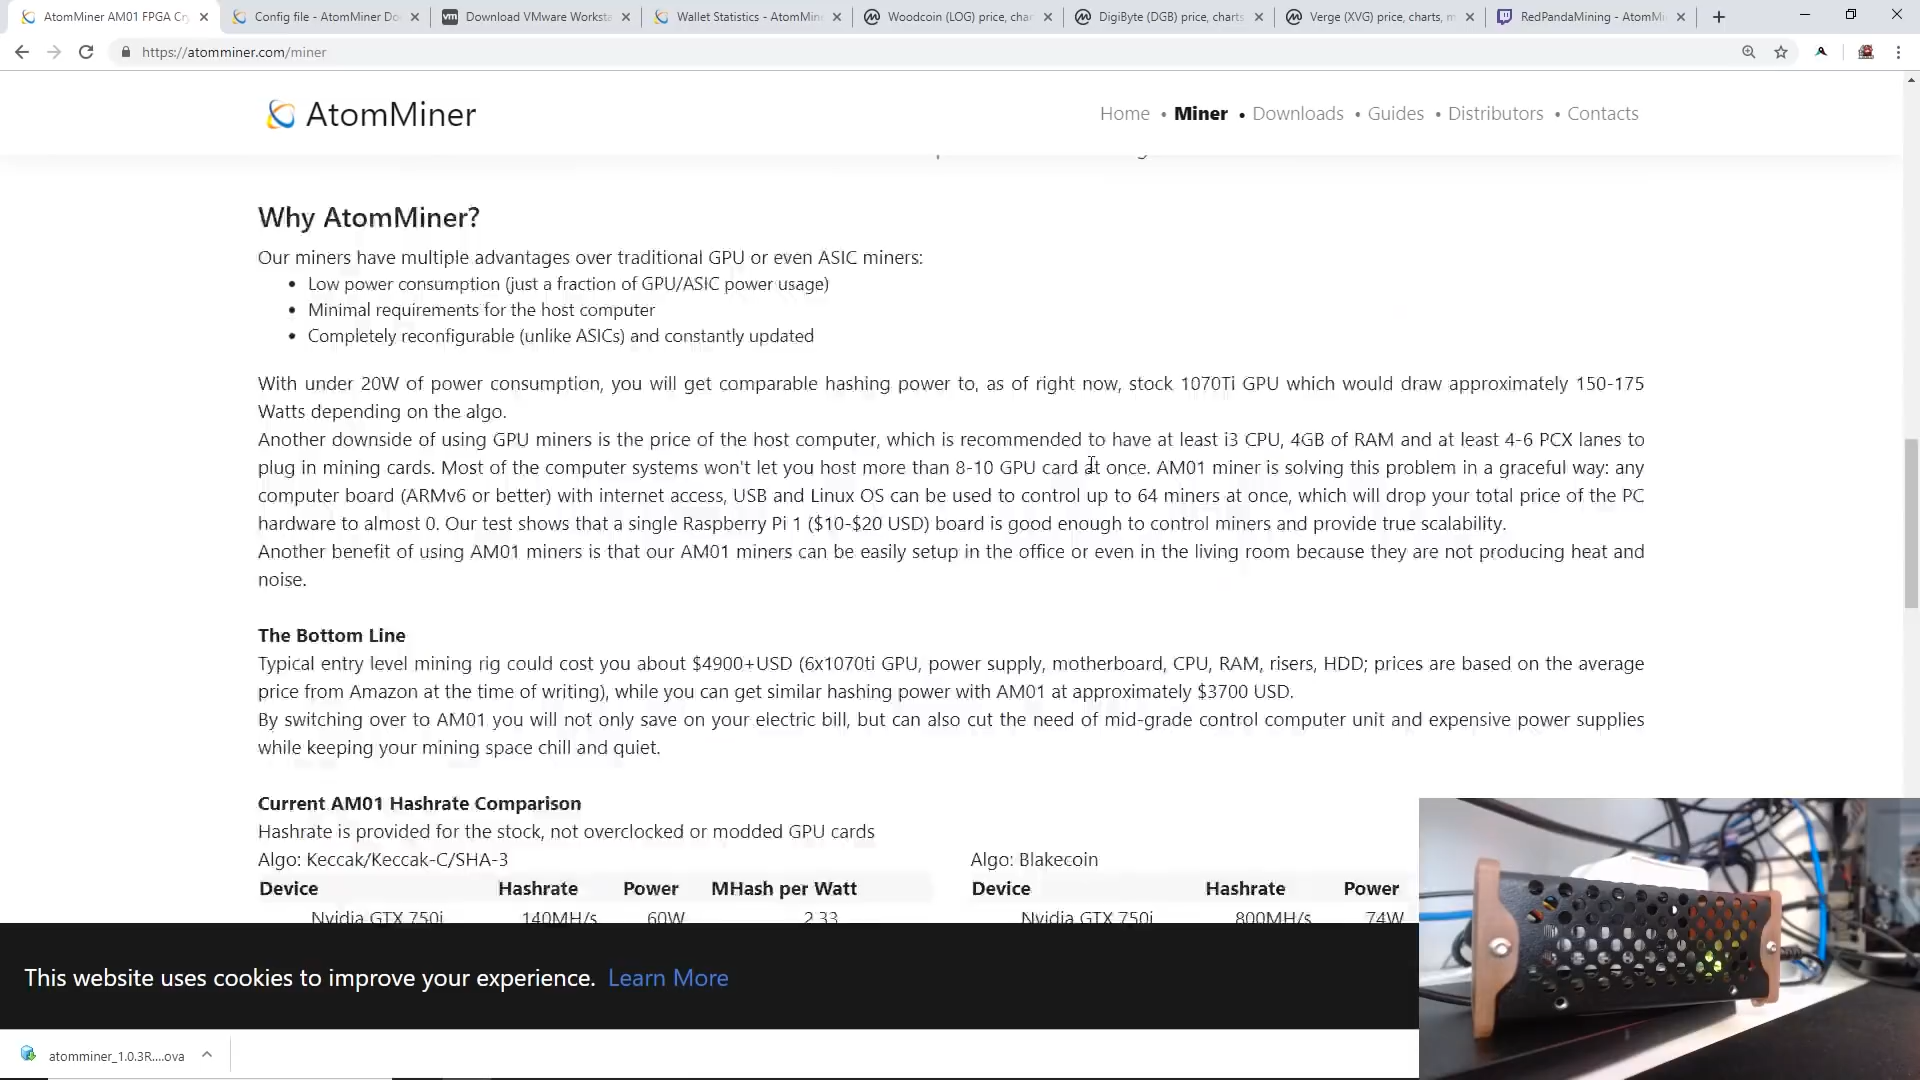 AtomMiner AM01 FPGA Cr
Config file - AtomMiner Do
Download VMware Worksta
Wallet Statistics - AtomMin
Woodcoin (LOG) price, char
DigiByte (DGB) price, charts
Verge (XVG) price, charts, m
RedPandaMining - AtomMi
https://atomminer.com/miner
AtomMiner
Home • Miner • Downloads • Guides • Distributors • Contacts
Why AtomMiner?
Our miners have multiple advantages over traditional GPU or even ASIC miners:
• Low power consumption (just a fraction of GPU/ASIC power usage)
• Minimal requirements for the host computer
• Completely reconfigurable (unlike ASICs) and constantly updated
With under 20W of power consumption, you will get comparable hashing power to, as of right now, stock 1070Ti GPU which would draw approximately 150-175
Watts depending on the algo.
Another downside of using GPU miners is the price of the host computer, which is recommended to have at least i3 CPU, 4GB of RAM and at least 4-6 PCX lanes to
plug in mining cards. Most of the computer systems won't let you host more than 8-10 GPU card at once. AM01 miner is solving this problem in a graceful way: any
computer board (ARMv6 or better) with internet access, USB and Linux OS can be used to control up to 64 miners at once, which will drop your total price of the PC
hardware to almost 0. Our test shows that a single Raspberry Pi 1 ($10-$20 USD) board is good enough to control miners and provide true scalability.
Another benefit of using AM01 miners is that our AM01 miners can be easily setup in the office or even in the living room because they are not producing heat and
noise.
The Bottom Line
Typical entry level mining rig could cost you about $4900+USD (6x1070ti GPU, power supply, motherboard, CPU, RAM, risers, HDD; prices are based on the average
price from Amazon at the time of writing), while you can get similar hashing power with AM01 at approximately $3700 USD.
By switching over to AM01 you will not only save on your electric bill, but can also cut the need of mid-grade control computer unit and expensive power supplies
while keeping your mining space chill and quiet.
Current AM01 Hashrate Comparison
Hashrate is provided for the stock, not overclocked or modded GPU cards
Algo: Keccak/Keccak-C/SHA-3
Device Hashrate Power MHash per Watt
Nvidia GTX 750i 140MH/s 60W 2.33
Algo: Blakecoin
Device Hashrate Power
Nvidia GTX 750i 800MH/s 74W
This website uses cookies to improve your experience. Learn More
atomminer_1.0.3R....ova